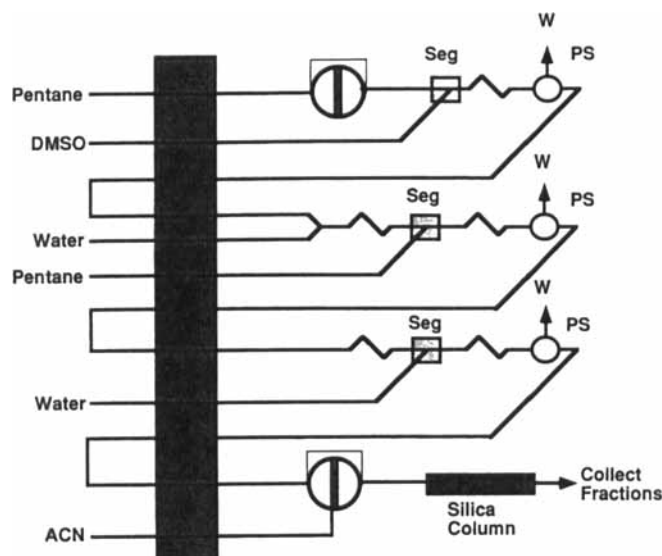 W
Seg
PS
Pentane
DMSO
W
Seg
PS
Water
Pentane
W
Seg
PS
Water
Collect
Fractions
Silica
Column
ACN